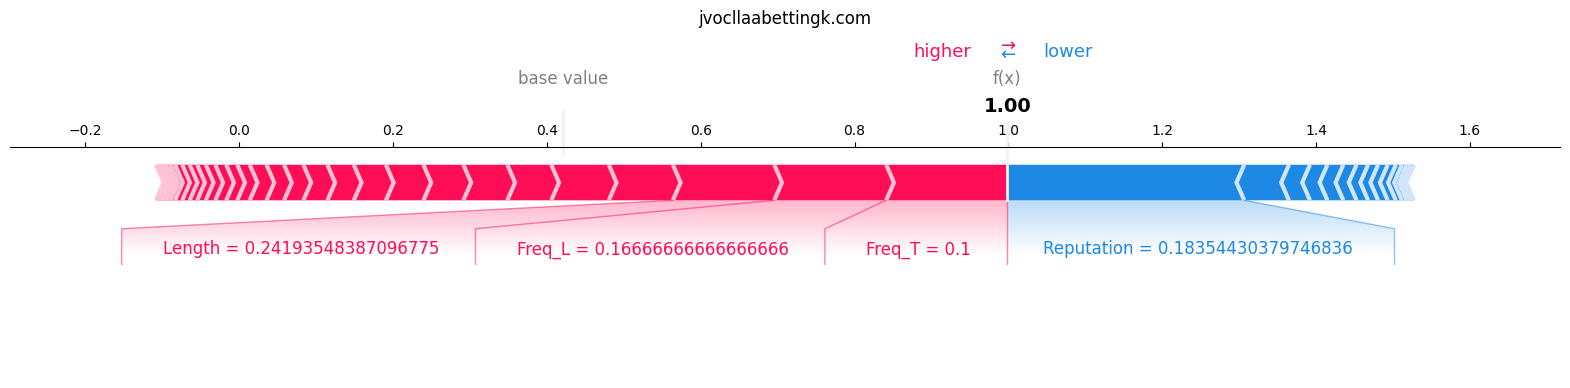 jvocllaabettingk.com
higher ⇄ lower
base value f(x)
1.00
−0.2 0.0 0.2 0.4 0.6 0.8 1.0 1.2 1.4 1.6
Length = 0.24193548387096775 Freq_L = 0.16666666666666666 Freq_T = 0.1 Reputation = 0.18354430379746836